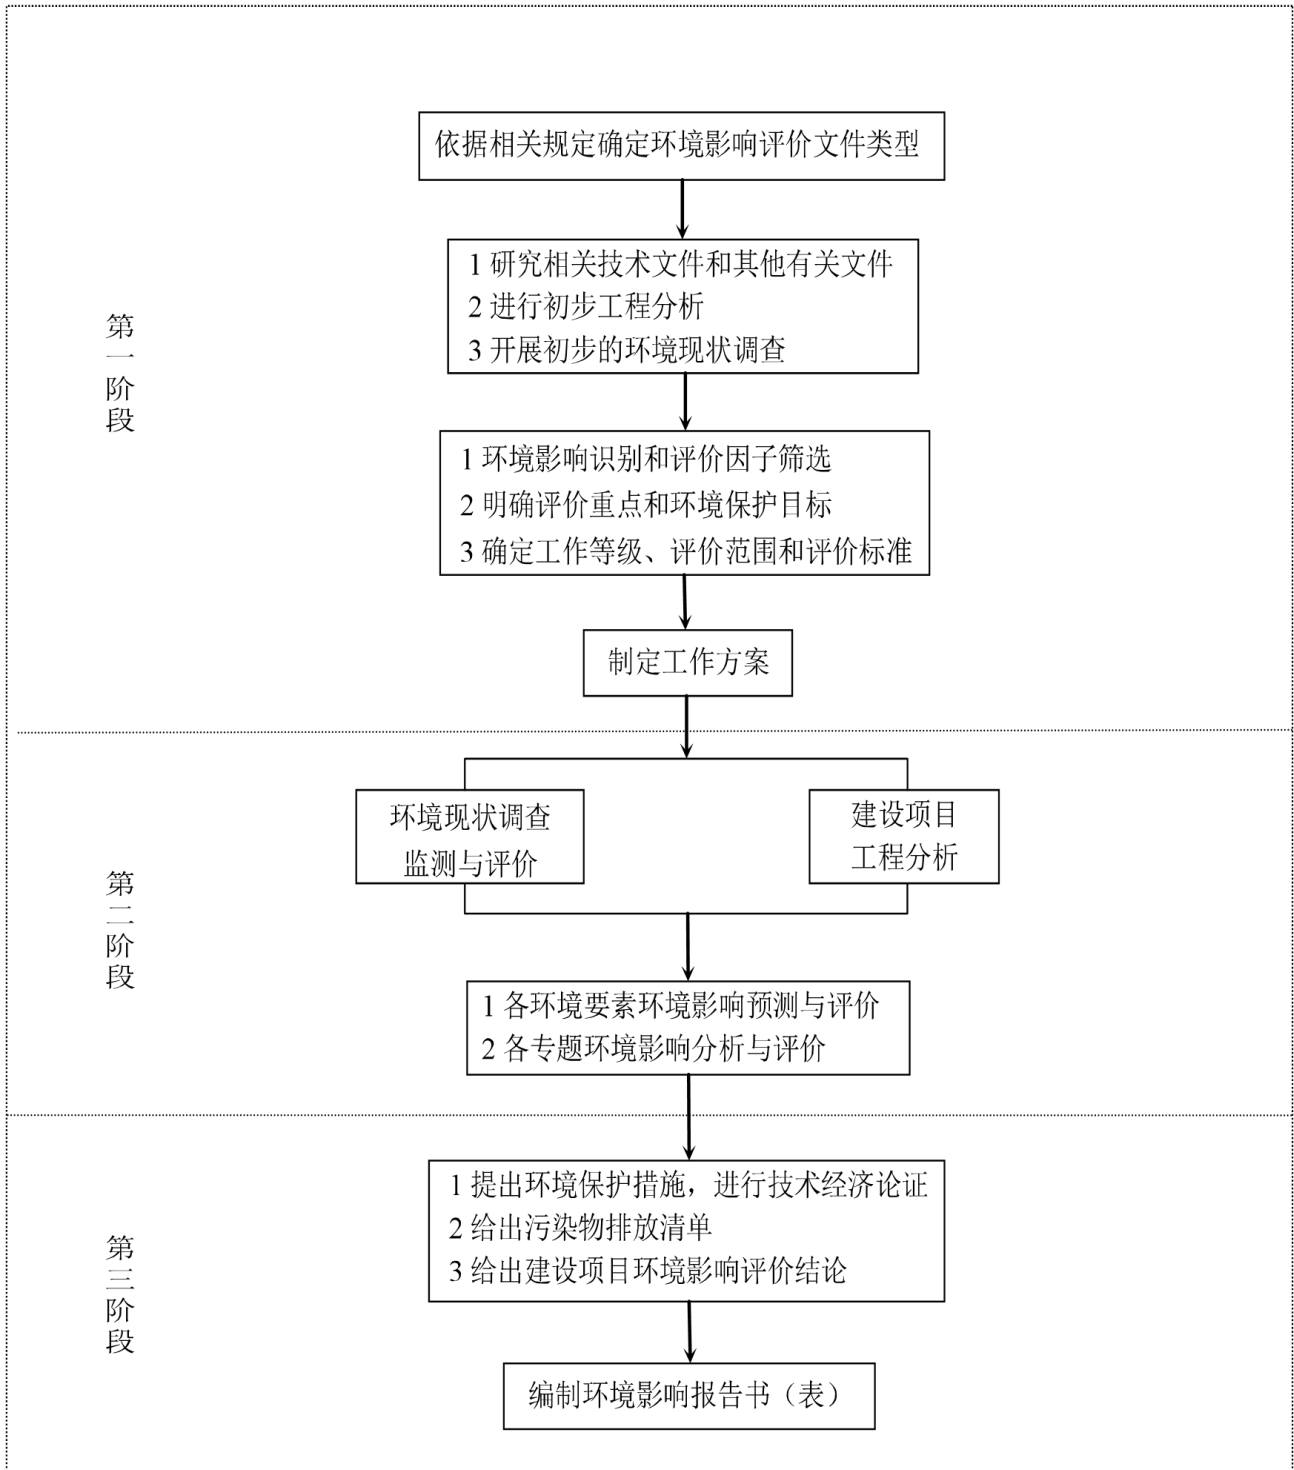 依据相关规定确定环境影响评价文件类型
1 研究相关技术文件和其他有关文件
2 进行初步工程分析
3 开展初步的环境现状调查
第一阶段
1 环境影响识别和评价因子筛选
2 明确评价重点和环境保护目标
3 确定工作等级、评价范围和评价标准
制定工作方案
环境现状调查
监测与评价
建设项目
工程分析
第二阶段
1 各环境要素环境影响预测与评价
2 各专题环境影响分析与评价
1 提出环境保护措施，进行技术经济论证
2 给出污染物排放清单
3 给出建设项目环境影响评价结论
第三阶段
编制环境影响报告书（表）